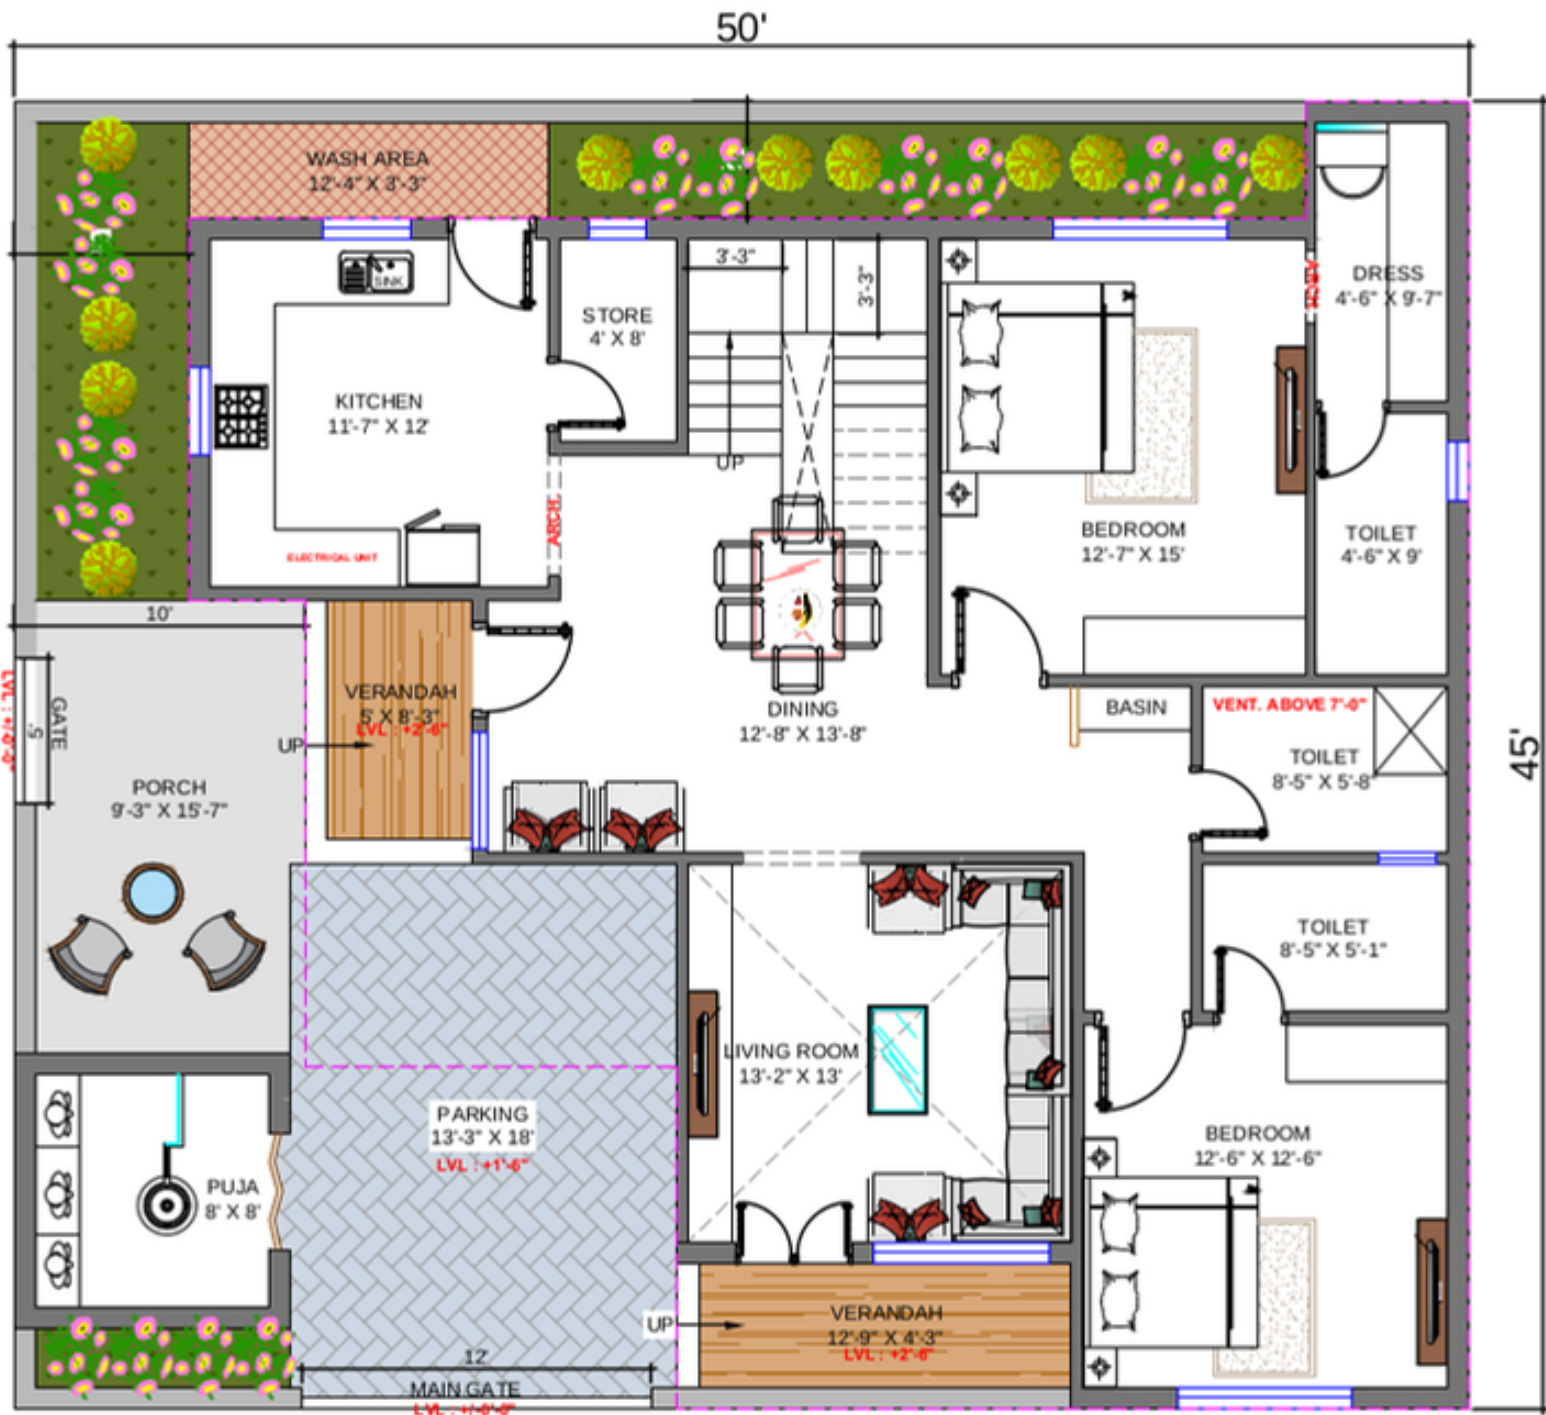 50'
WASH AREA
12'-4" X 3'-3"
3'-3"
3'-3"
SINK
STORE
4' X 8'
ARCH
DRESS
4'-6" X 9'-7"
KITCHEN
11'-7" X 12'
UP
ARCH.
ELECTRICAL UNIT
BEDROOM
12'-7" X 15'
TOILET
4'-6" X 9'
10'
VERANDAH
5' X 8'-3"
LVL : +2'-6"
UP
DINING
12'-8" X 13'-8"
BASIN
VENT. ABOVE 7'-0"
TOILET
8'-5" X 5'-8"
45'
LVL : +/-0'-0"
5'
GATE
PORCH
9'-3" X 15'-7"
TOILET
8'-5" X 5'-1"
LIVING ROOM
13'-2" X 13'
PARKING
13'-3" X 18'
LVL : +1'-6"
BEDROOM
12'-6" X 12'-6"
PUJA
8' X 8'
UP
VERANDAH
12'-9" X 4'-3"
LVL : +2'-6"
12'
MAIN GATE
LVL : +/-0'-0"